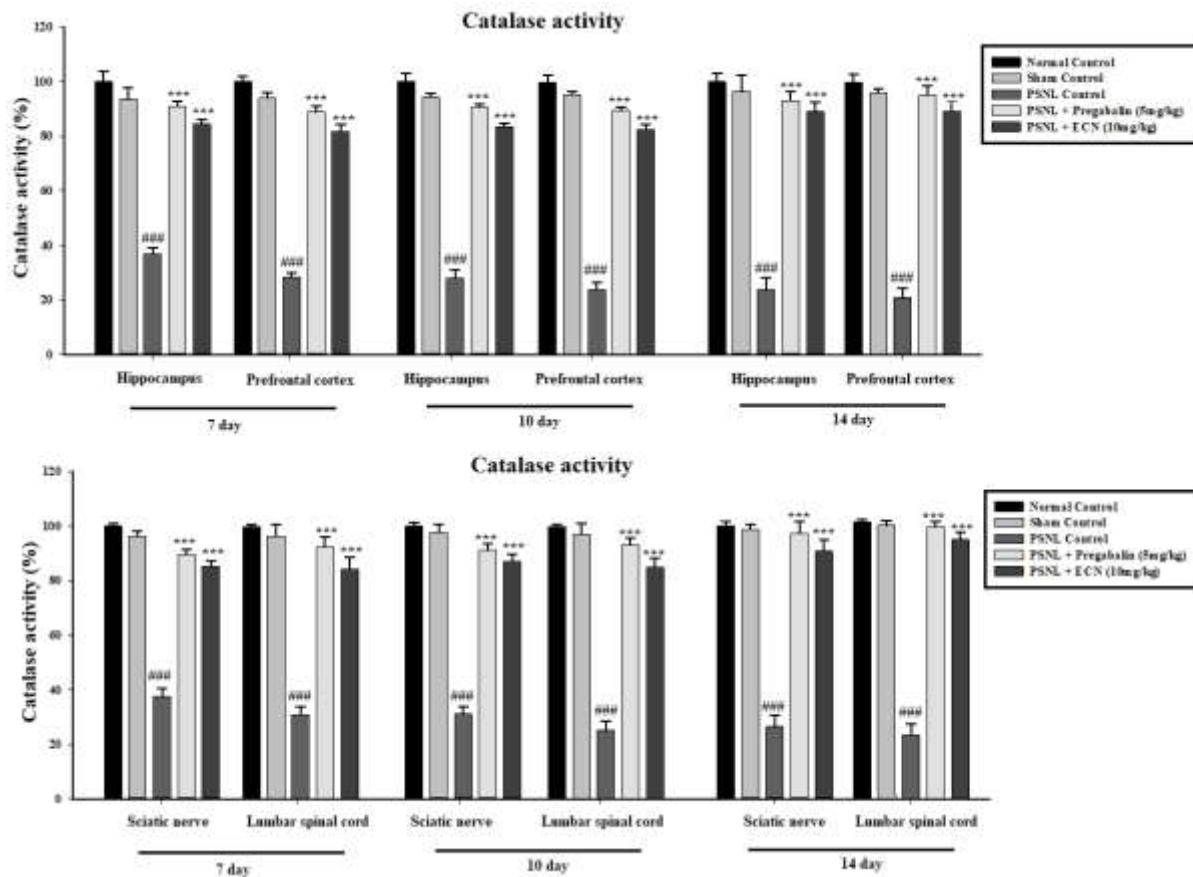 Catalase activity
120
100
80
60
40
20
0
Catalase activity (%)
*** *** *** *** *** *** *** *** *** *** *** ***
### ### ### ### ### ###
Normal Control
Sham Control
PSNL Control
PSNL + Pregabalin (5mg/kg)
PSNL + ECN (10mg/kg)
Hippocampus Prefrontal cortex Hippocampus Prefrontal cortex Hippocampus Prefrontal cortex
7 day 10 day 14 day
Catalase activity
120
100
80
60
40
20
0
Catalase activity (%)
*** *** *** *** *** *** *** *** *** *** *** ***
### ### ### ### ### ###
Normal Control
Sham Control
PSNL Control
PSNL + Pregabalin (5mg/kg)
PSNL + ECN (10mg/kg)
Sciatic nerve Lumbar spinal cord Sciatic nerve Lumbar spinal cord Sciatic nerve Lumbar spinal cord
7 day 10 day 14 day